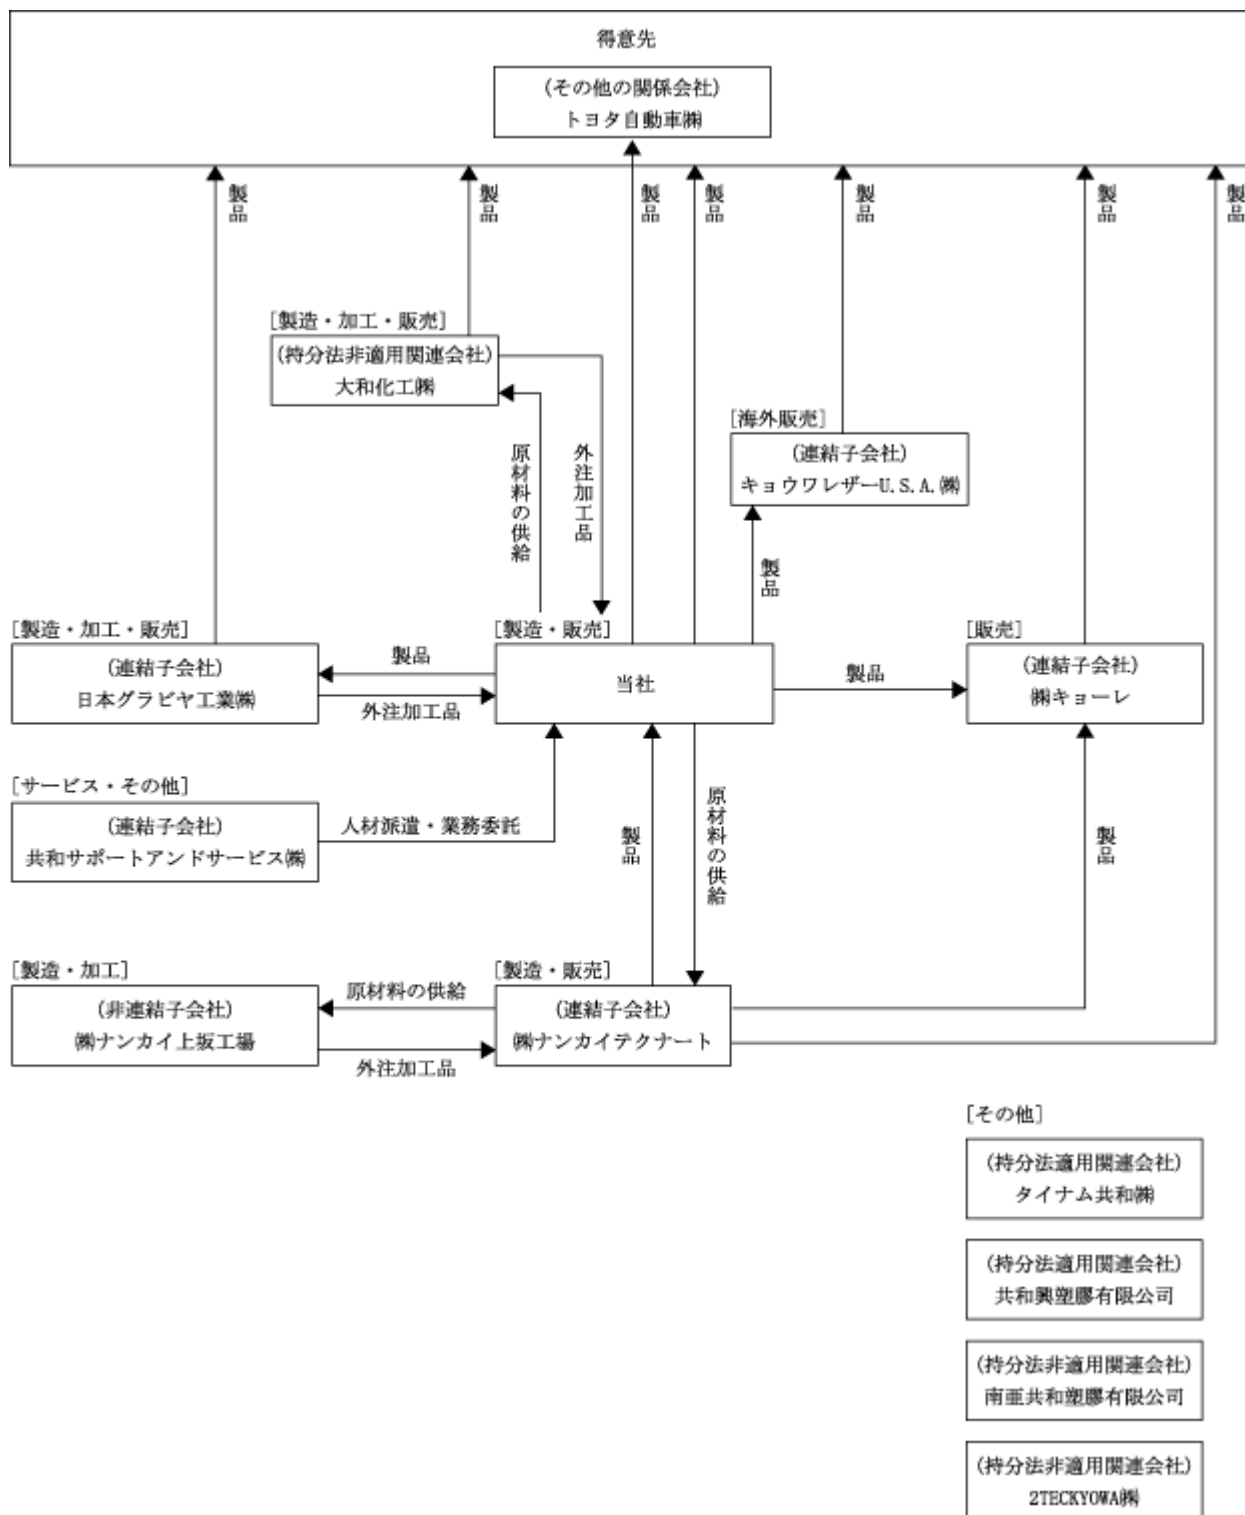 得意先
(その他の関係会社)
トヨタ自動車㈱
製品
製品
製品
製品
製品
製品
製品
[製造・加工・販売]
(持分法非適用関連会社)
大和化工㈱
原材料の供給
外注加工品
[海外販売]
(連結子会社)
キョウワレザーU.S.A.㈱
製品
[製造・加工・販売]
(連結子会社)
日本グラビヤ工業㈱
製品
外注加工品
[製造・販売]
当社
製品
[販売]
(連結子会社)
㈱キョーレ
[サービス・その他]
(連結子会社)
共和サポートアンドサービス㈱
人材派遣・業務委託
製品
原材料の供給
製品
[製造・加工]
(非連結子会社)
㈱ナンカイ上坂工場
原材料の供給
外注加工品
[製造・販売]
(連結子会社)
㈱ナンカイテクナート
[その他]
(持分法適用関連会社)
タイナム共和㈱
(持分法適用関連会社)
共和興塑膠有限公司
(持分法非適用関連会社)
南亜共和塑膠有限公司
(持分法非適用関連会社)
2TECKYOWA㈱